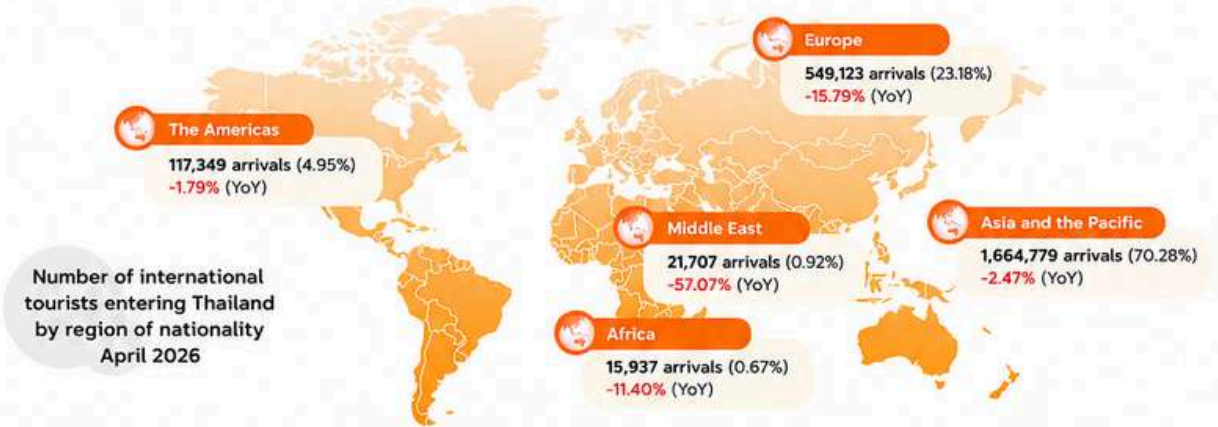 Europe
549,123 arrivals (23.18%)
-15.79% (YoY)
The Americas
117,349 arrivals (4.95%)
-1.79% (YoY)
Middle East
21,707 arrivals (0.92%)
-57.07% (YoY)
Asia and the Pacific
1,664,779 arrivals (70.28%)
-2.47% (YoY)
Number of international
tourists entering Thailand
by region of nationality
April 2026
Africa
15,937 arrivals (0.67%)
-11.40% (YoY)